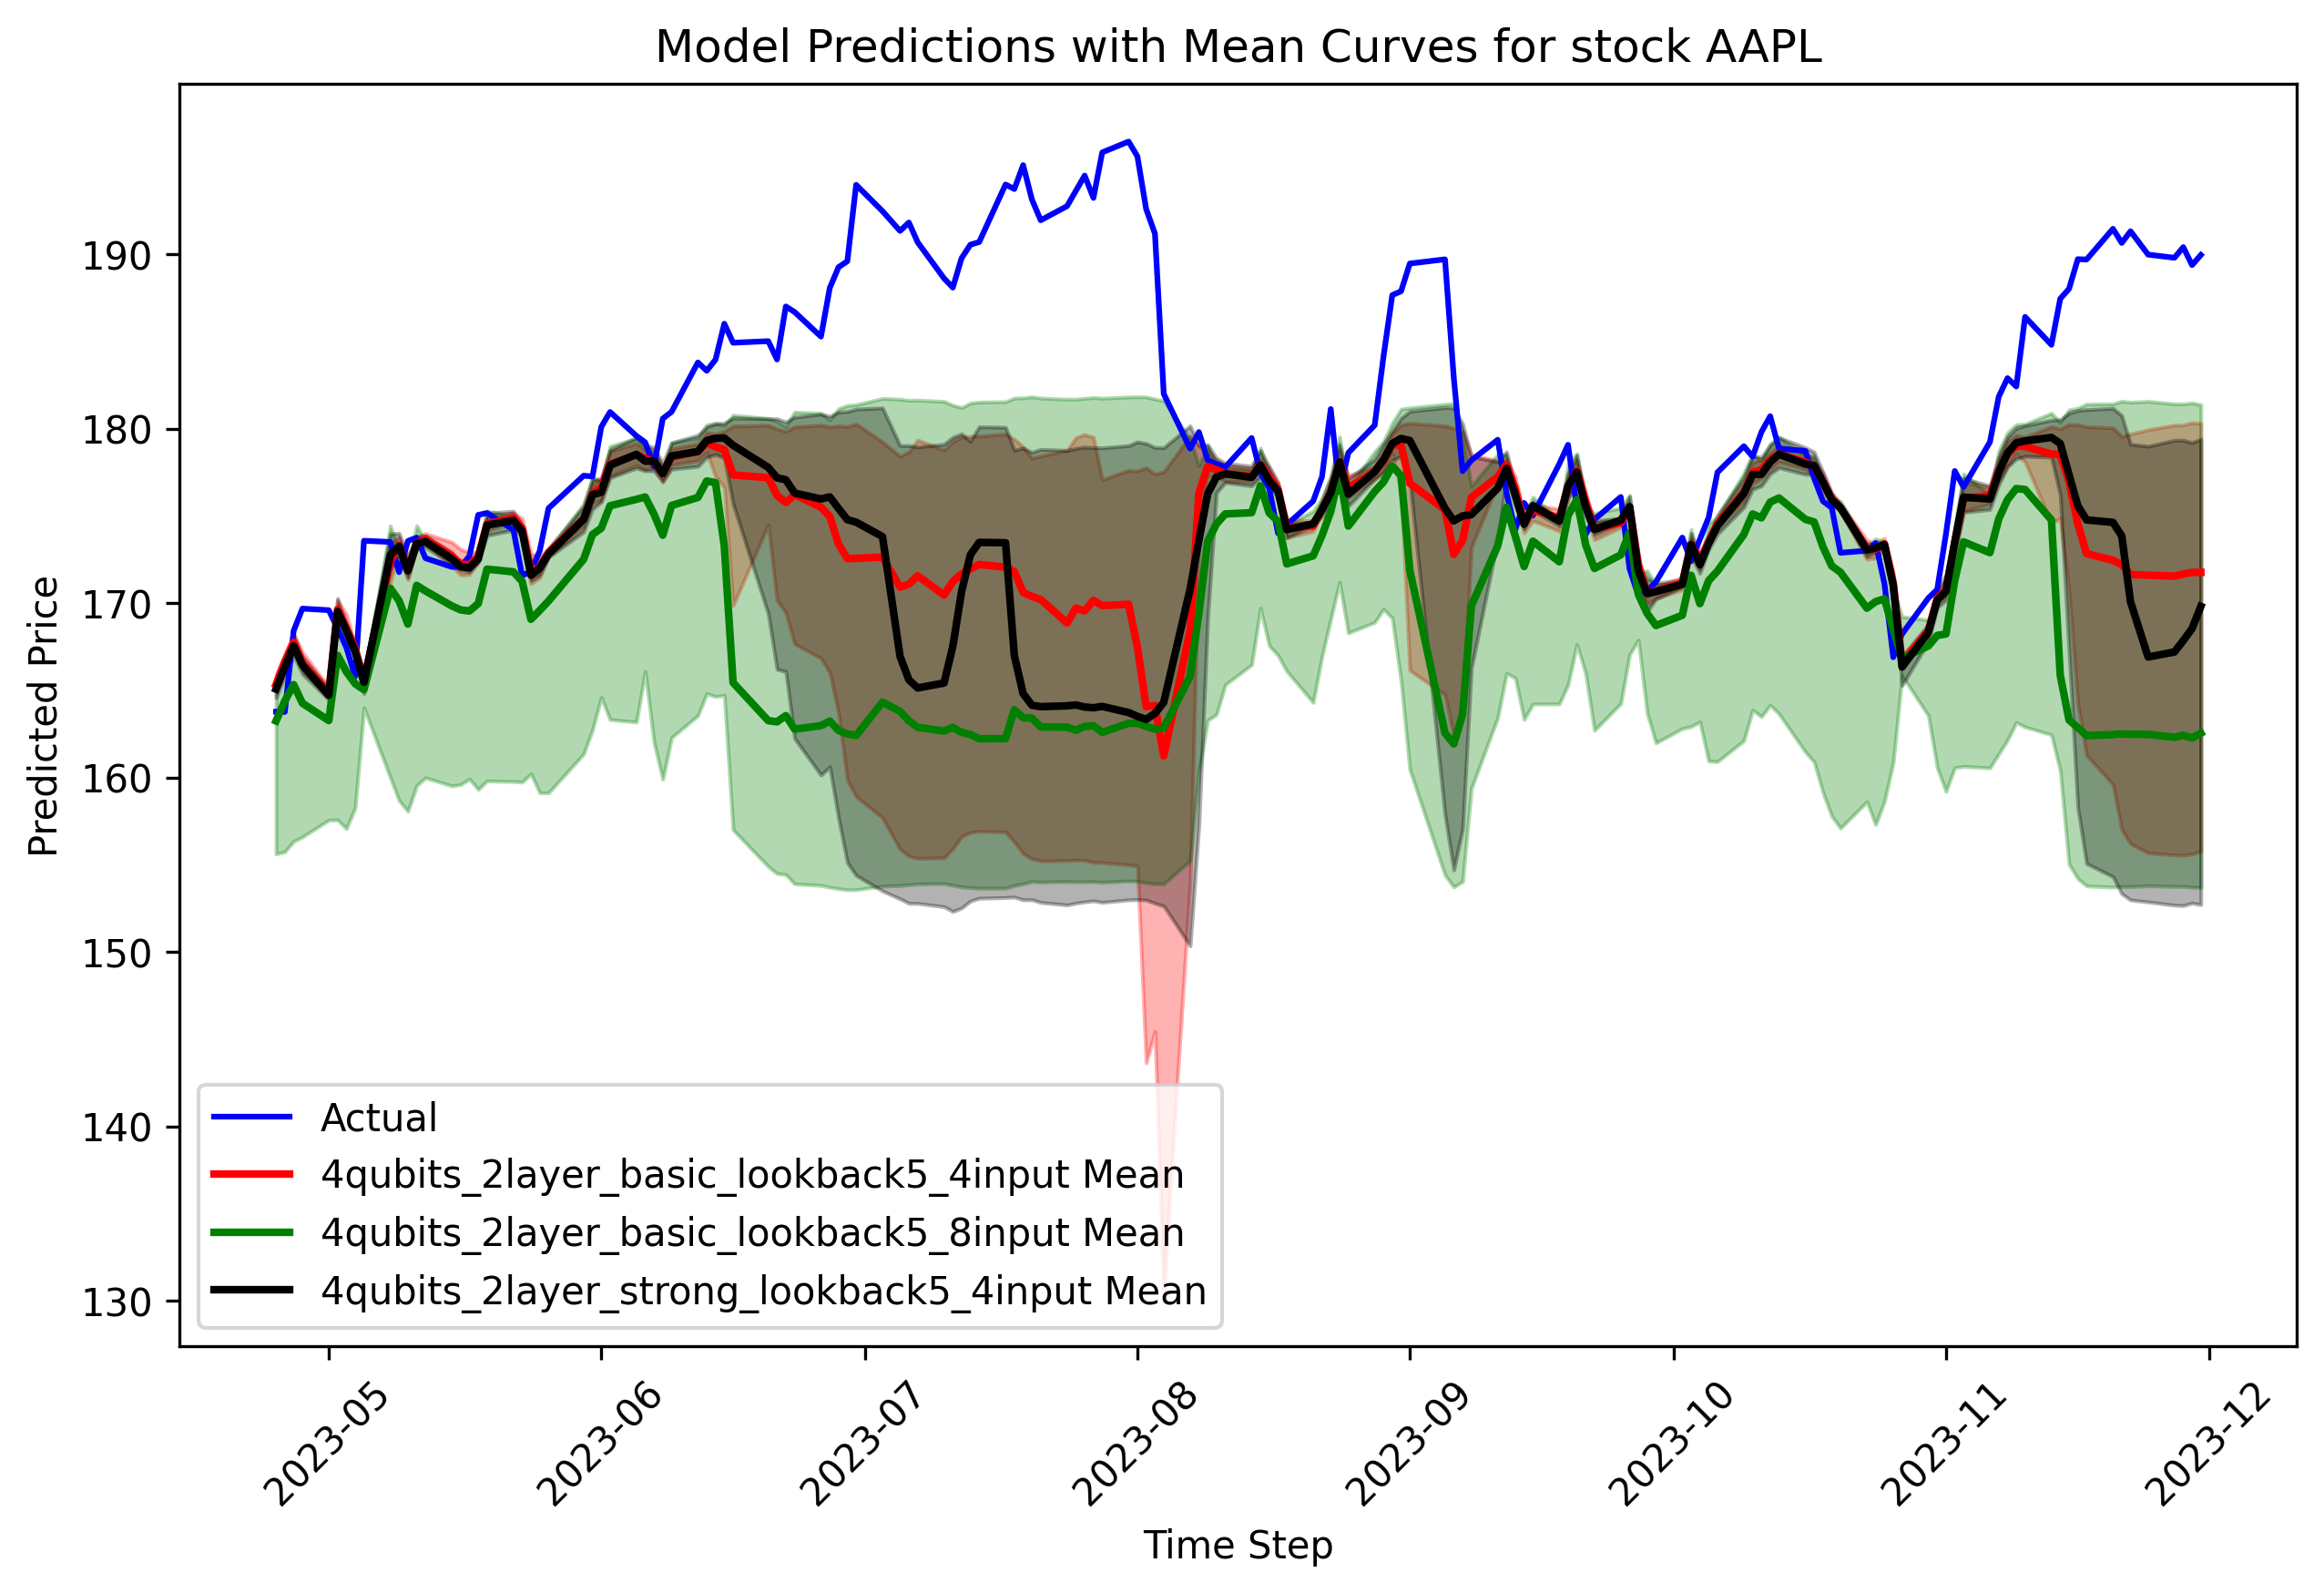 Model Predictions with Mean Curves for stock AAPL
Predicted Price
190
180
170
160
150
140
130
Actual
4qubits_2layer_basic_lookback5_4input Mean
4qubits_2layer_basic_lookback5_8input Mean
4qubits_2layer_strong_lookback5_4input Mean
2023-05
2023-06
2023-07
2023-08
2023-09
2023-10
2023-11
2023-12
Time Step